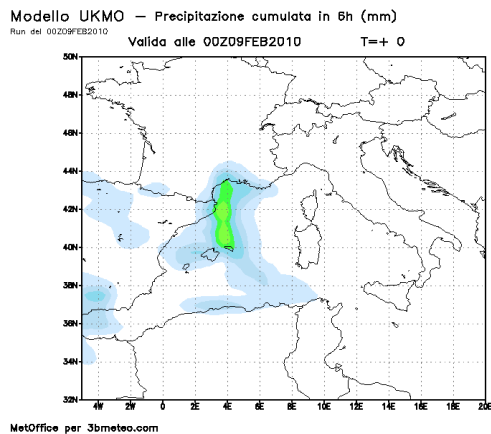 Modello UKMO – Precipitazione cumulata in 6h (mm)
Run del 00Z09FEB2010
Valida alle 00Z09FEB2010 T=+ 0
50N
48N
46N
44N
42N
40N
38N
36N
34N
32N
4W 2W 0 2E 4E 6E 8E 10E 12E 14E 16E 18E 20E
MetOffice per 3bmeteo.com